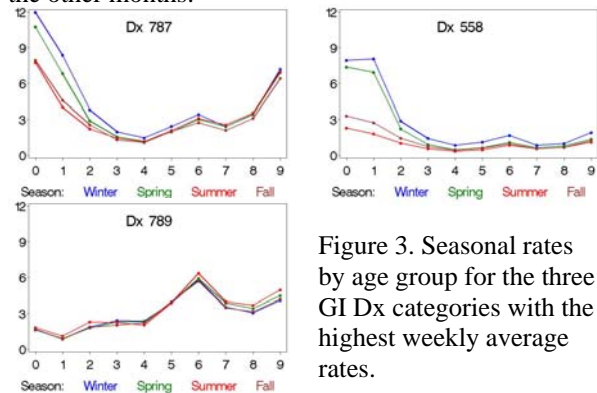 the other months.
Dx 787
12
9
6
3
0
0 1 2 3 4 5 6 7 8 9
Season: Winter Spring Summer Fall
Dx 558
12
9
6
3
0
0 1 2 3 4 5 6 7 8 9
Season: Winter Spring Summer Fall
Dx 789
12
9
6
3
0
0 1 2 3 4 5 6 7 8 9
Season: Winter Spring Summer Fall
Figure 3. Seasonal rates
by age group for the three
GI Dx categories with the
highest weekly average
rates.